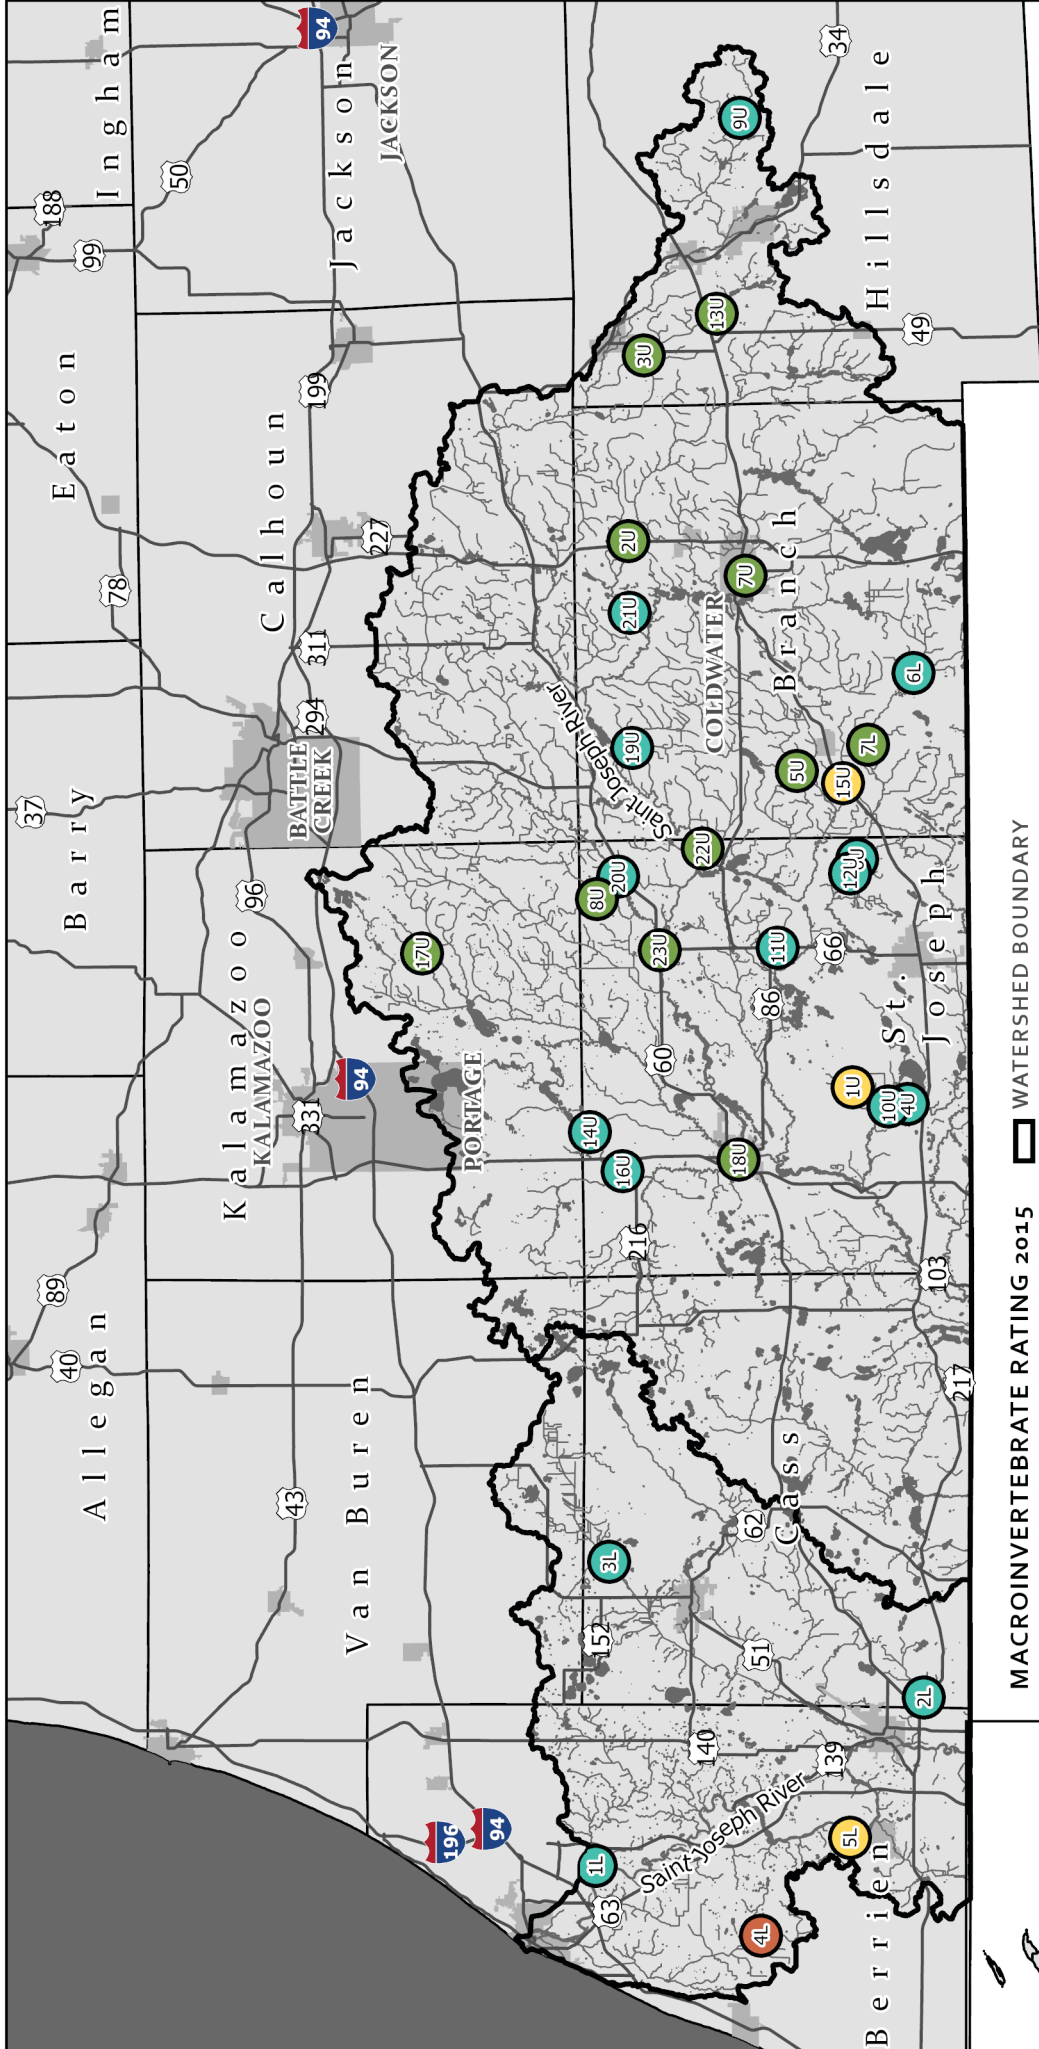 Allegan
Barry
Eaton
Ingham
Van Buren
Kalamazoo
Calhoun
Jackson
Berrien
Cass
St.
Joseph
Branch
Hillsdale
KALAMAZOO
PORTAGE
BATTLE
CREEK
JACKSON
COLDWATER
Saint Joseph River
Saint Joseph River
40
89
37
78
99
188
50
43
96
331
94
294
311
199
227
94
196
94
63
140
139
51
152
62
217
103
216
60
86
66
49
34
1L
2L
3L
4L
5L
6L
7L
1U
2U
3U
4U
5U
7U
8U
9U
10U
11U
12U
13U
14U
15U
16U
17U
18U
19U
20U
21U
22U
23U
MACROINVERTEBRATE RATING 2015
WATERSHED BOUNDARY